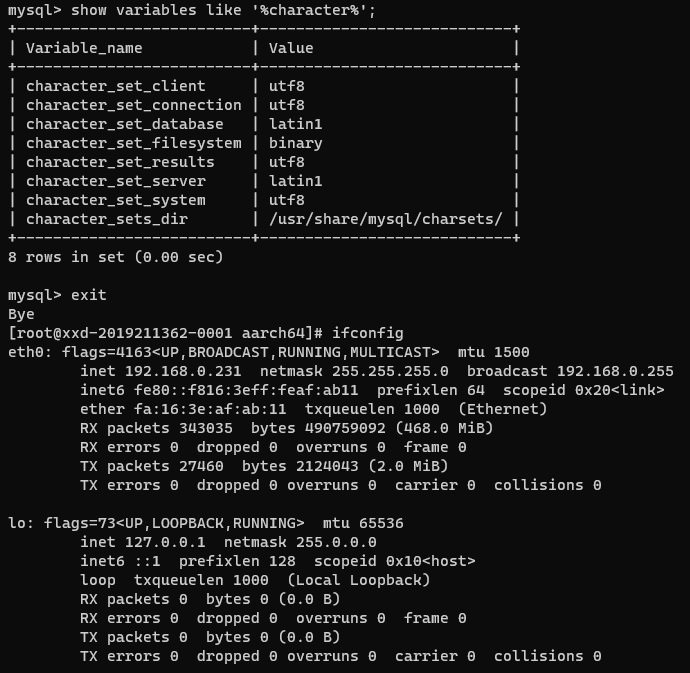 mysql> show variables like '%character%';
+--------------------------+----------------------------+
| Variable_name            | Value                      |
+--------------------------+----------------------------+
| character_set_client     | utf8                       |
| character_set_connection | utf8                       |
| character_set_database   | latin1                     |
| character_set_filesystem | binary                     |
| character_set_results    | utf8                       |
| character_set_server     | latin1                     |
| character_set_system     | utf8                       |
| character_sets_dir       | /usr/share/mysql/charsets/ |
+--------------------------+----------------------------+
8 rows in set (0.00 sec)

mysql> exit
Bye
[root@xxd-2019211362-0001 aarch64]# ifconfig
eth0: flags=4163<UP,BROADCAST,RUNNING,MULTICAST>  mtu 1500
        inet 192.168.0.231  netmask 255.255.255.0  broadcast 192.168.0.255
        inet6 fe80::f816:3eff:feaf:ab11  prefixlen 64  scopeid 0x20<link>
        ether fa:16:3e:af:ab:11  txqueuelen 1000  (Ethernet)
        RX packets 343035  bytes 490759092 (468.0 MiB)
        RX errors 0  dropped 0  overruns 0  frame 0
        TX packets 27460  bytes 2124043 (2.0 MiB)
        TX errors 0  dropped 0 overruns 0  carrier 0  collisions 0

lo: flags=73<UP,LOOPBACK,RUNNING>  mtu 65536
        inet 127.0.0.1  netmask 255.0.0.0
        inet6 ::1  prefixlen 128  scopeid 0x10<host>
        loop  txqueuelen 1000  (Local Loopback)
        RX packets 0  bytes 0 (0.0 B)
        RX errors 0  dropped 0  overruns 0  frame 0
        TX packets 0  bytes 0 (0.0 B)
        TX errors 0  dropped 0 overruns 0  carrier 0  collisions 0